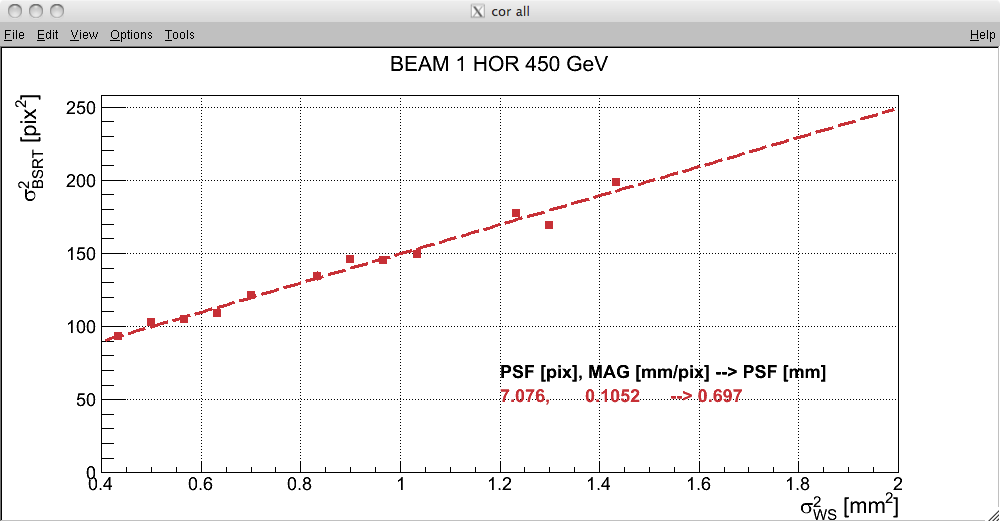 cor all
File Edit View Options Tools Help
BEAM 1 HOR 450 GeV
σ²BSRT [pix²]
250
200
150
100
50
0
PSF [pix], MAG [mm/pix] --> PSF [mm]
7.076, 0.1052 --> 0.697
0.4 0.6 0.8 1 1.2 1.4 1.6 1.8 2
σ²WS [mm²]